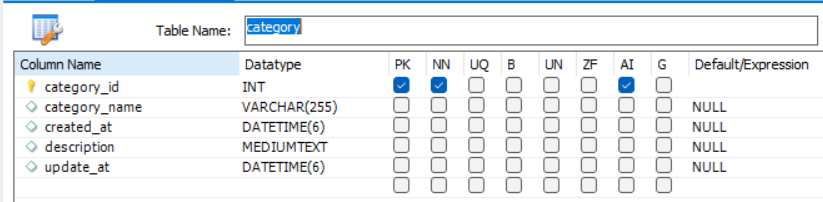 Table Name: category
Column Name Datatype PK NN UQ B UN ZF AI G Default/Expression
category_id INT
category_name VARCHAR(255) NULL
created_at DATETIME(6) NULL
description MEDIUMTEXT NULL
update_at DATETIME(6) NULL